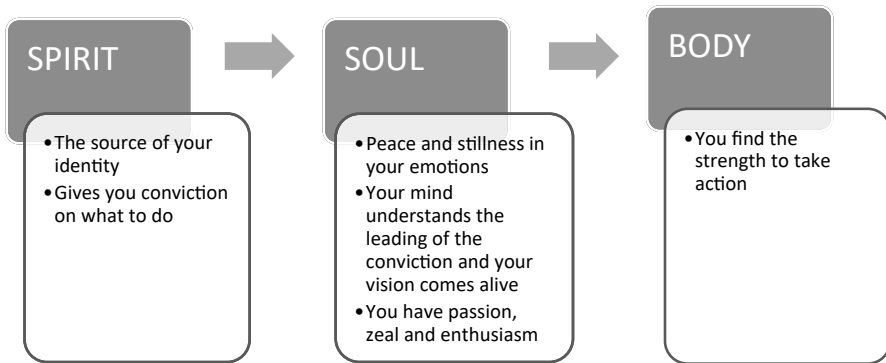 SPIRIT
•The source of your
identity
•Gives you conviction
on what to do
SOUL
•Peace and stillness in
your emotions
•Your mind
understands the
leading of the
conviction and your
vision comes alive
•You have passion,
zeal and enthusiasm
BODY
•You find the
strength to take
action